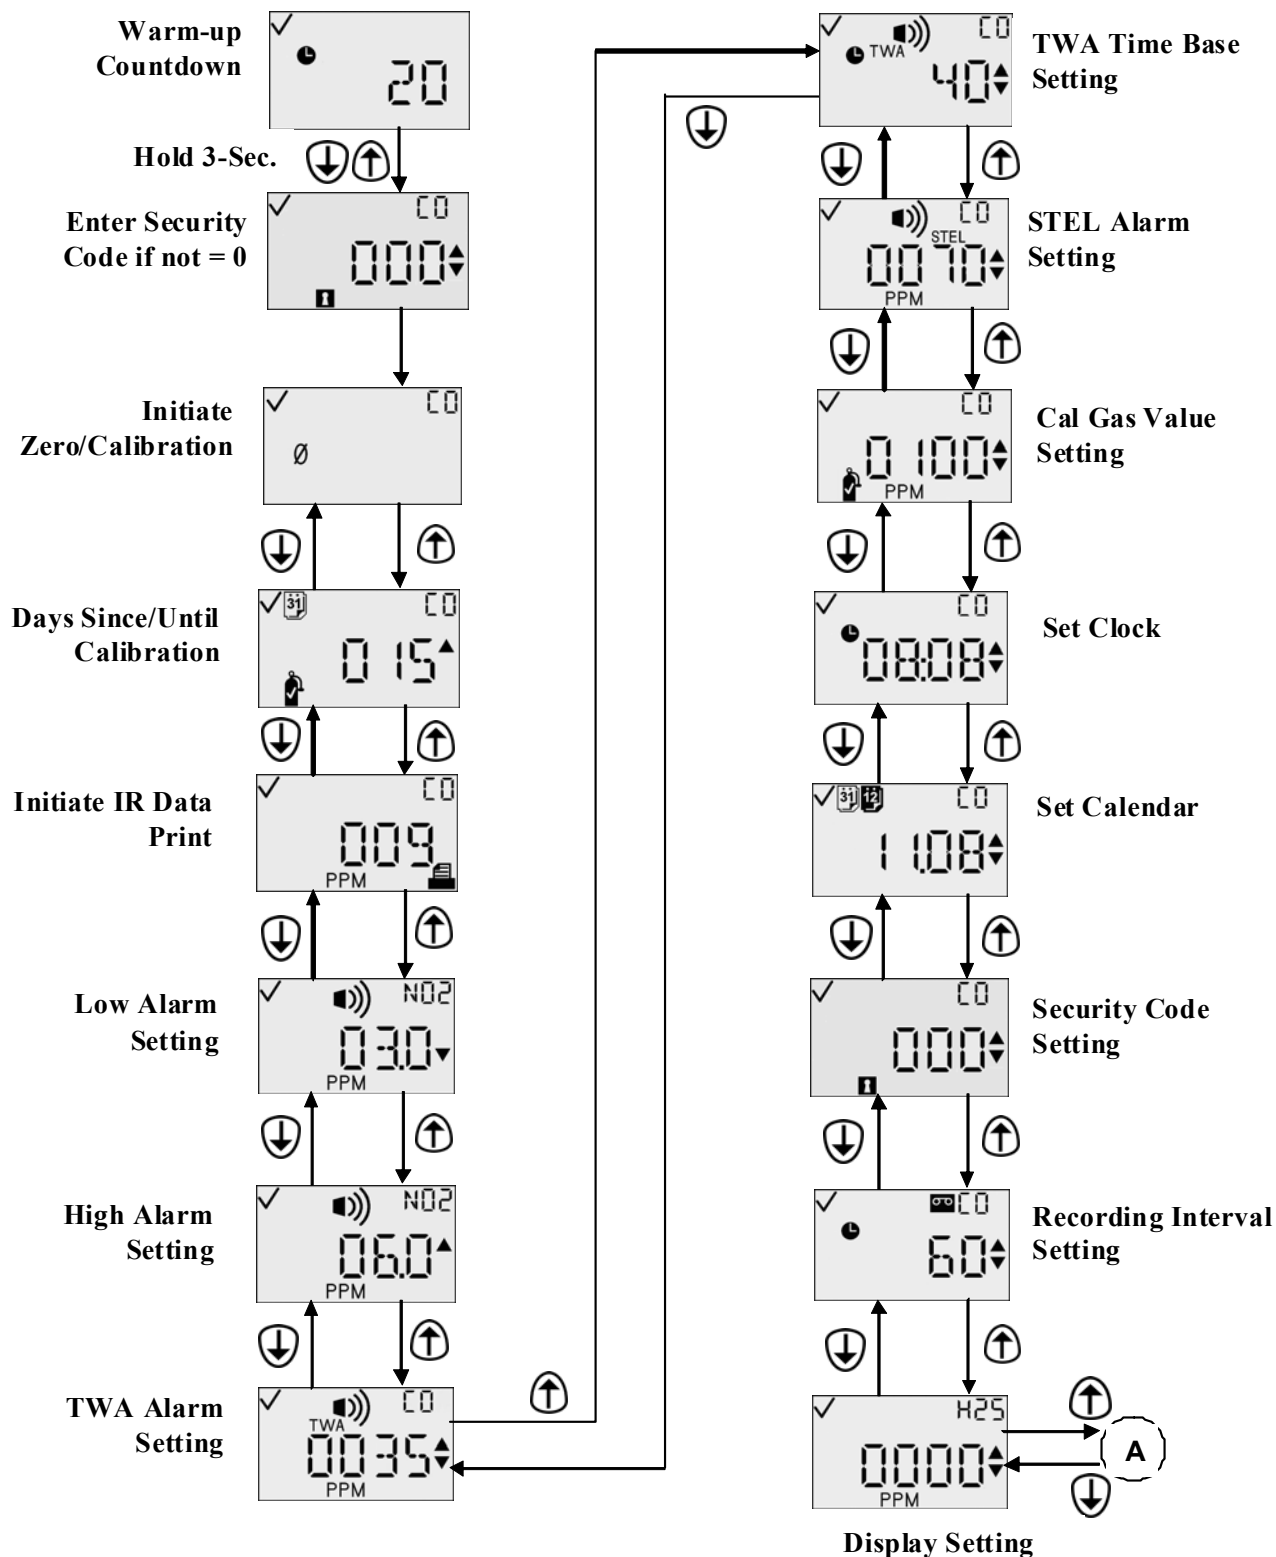 Warm-up
Countdown
20
Hold 3-Sec.
Enter Security
Code if not = 0
CO
000
Initiate
Zero/Calibration
CO
Ø
Days Since/Until
Calibration
31
CO
015
Initiate IR Data
Print
CO
009
PPM
Low Alarm
Setting
NO2
03.0
PPM
High Alarm
Setting
NO2
06.0
PPM
TWA Alarm
Setting
CO
TWA
0035
PPM
TWA Time Base
Setting
CO
TWA
40
STEL Alarm
Setting
CO
STEL
0070
PPM
Cal Gas Value
Setting
CO
0100
PPM
Set Clock
CO
08:08
Set Calendar
31 12 CO
11.08
Security Code
Setting
CO
000
Recording Interval
Setting
CO
60
H2S
0000
PPM
A
Display Setting